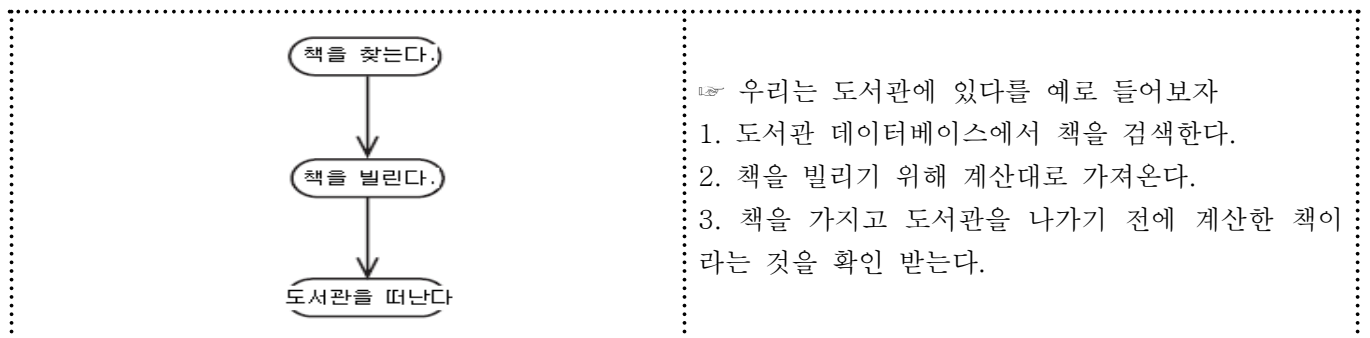 책을 찾는다.
책을 빌린다.
도서관을 떠난다
☞ 우리는 도서관에 있다를 예로 들어보자
1. 도서관 데이터베이스에서 책을 검색한다.
2. 책을 빌리기 위해 계산대로 가져온다.
3. 책을 가지고 도서관을 나가기 전에 계산한 책이
라는 것을 확인 받는다.